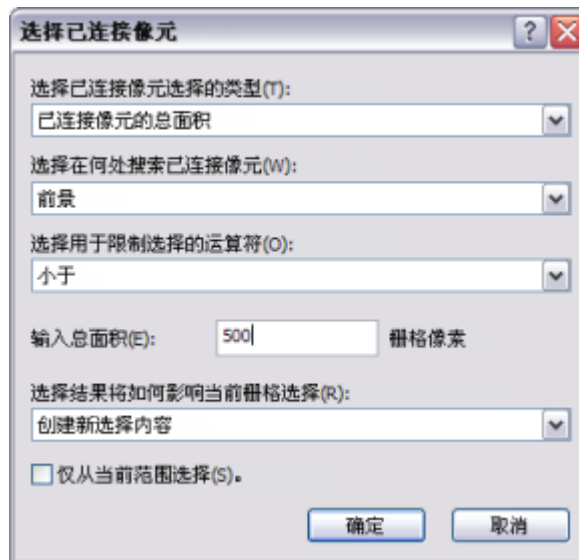 选择已连接像元
选择已连接像元选择的类型(T):
已连接像元的总面积
选择在何处搜索已连接像元(W):
前景
选择用于限制选择的运算符(O):
小于
输入总面积(E): 500 栅格像素
选择结果将如何影响当前栅格选择(R):
创建新选择内容
仅从当前范围选择(S)。
确定 取消